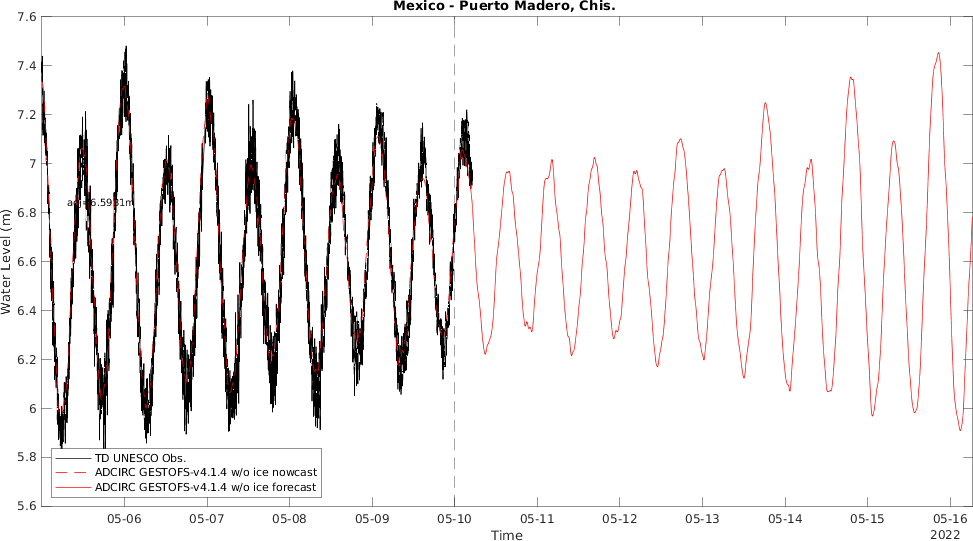 Mexico - Puerto Madero, Chis.
7.6
7.4
7.2
7
6.8
6.6
6.4
6.2
6
5.8
5.6
Water Level (m)
adj=6.5931m
TD UNESCO Obs.
ADCIRC GESTOFS-v4.1.4 w/o ice nowcast
ADCIRC GESTOFS-v4.1.4 w/o ice forecast
05-06 05-07 05-08 05-09 05-10 05-11 05-12 05-13 05-14 05-15 05-16
Time
2022